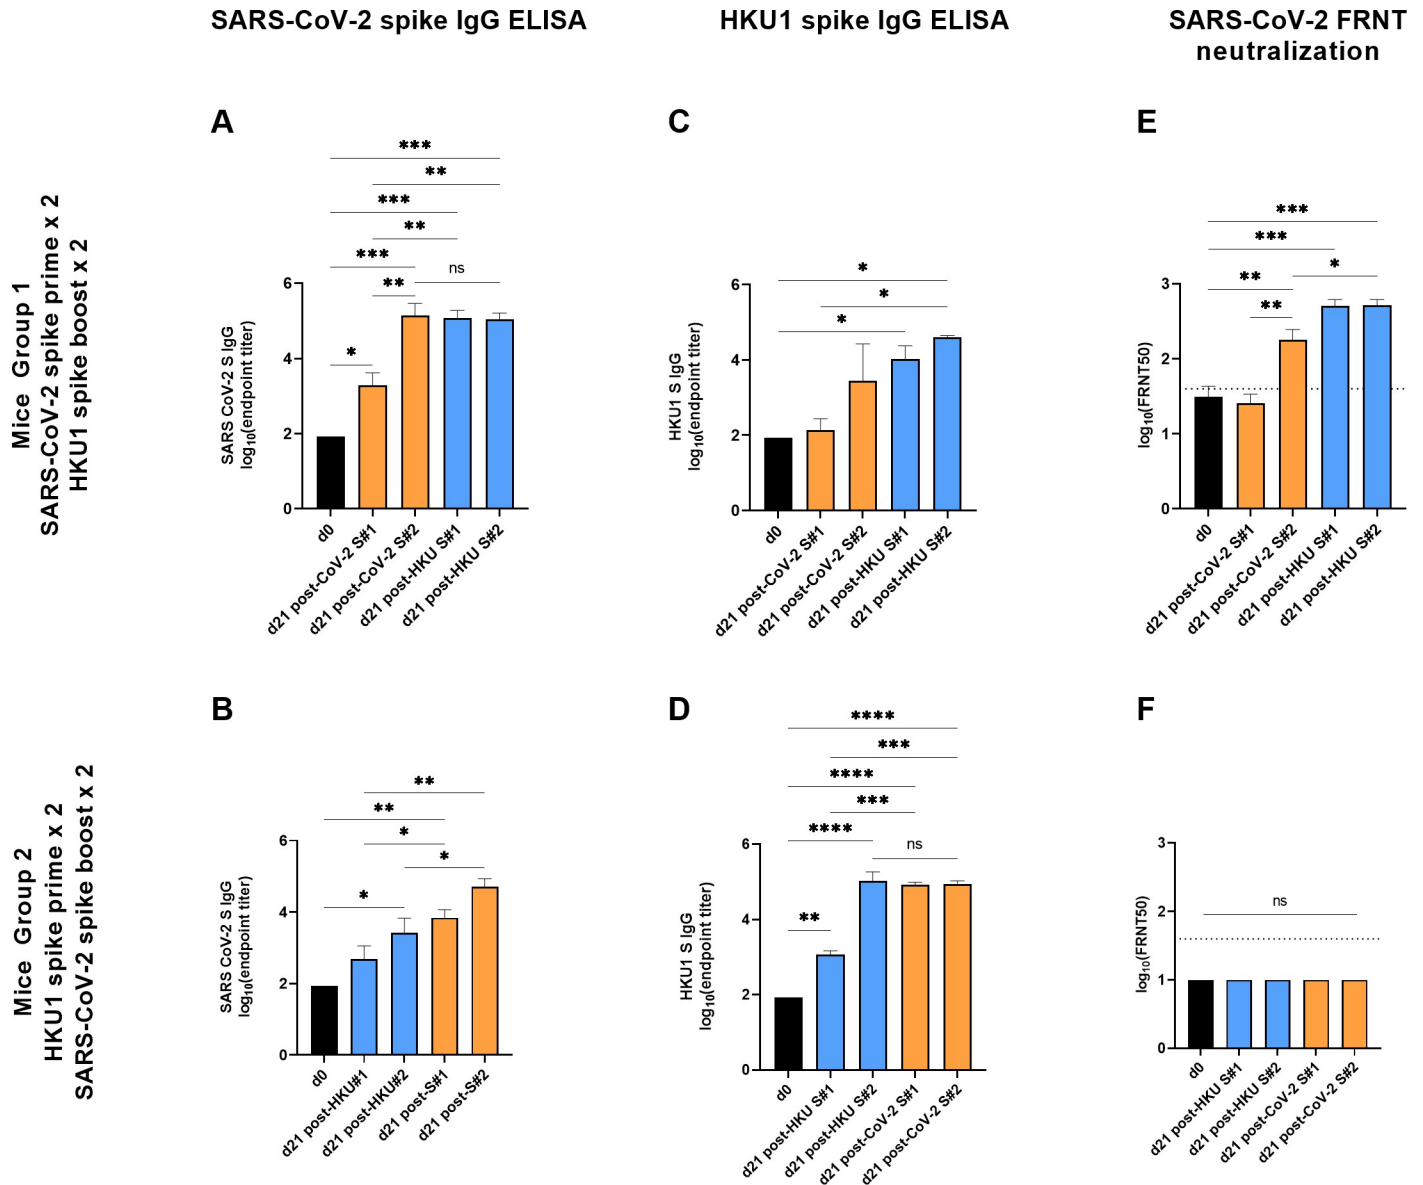 SARS-CoV-2 spike IgG ELISA
HKU1 spike IgG ELISA
SARS-CoV-2 FRNT
neutralization
Mice Group 1
SARS-CoV-2 spike prime x 2
HKU1 spike boost x 2
A
***
**
***
**
***
ns
**
*
6
4
2
0
SARS CoV-2 S IgG
log10(endpoint titer)
d0
d21 post-CoV-2 S#1
d21 post-CoV-2 S#2
d21 post-HKU S#1
d21 post-HKU S#2
C
*
*
*
6
4
2
0
HKU1 S IgG
log10(endpoint titer)
d0
d21 post-CoV-2 S#1
d21 post-CoV-2 S#2
d21 post-HKU S#1
d21 post-HKU S#2
E
***
***
*
**
**
3
2
1
0
log10(FRNT50)
d0
d21 post-CoV-2 S#1
d21 post-CoV-2 S#2
d21 post-HKU S#1
d21 post-HKU S#2
Mice Group 2
HKU1 spike prime x 2
SARS-CoV-2 spike boost x 2
B
**
**
*
*
*
6
4
2
0
SARS CoV-2 S IgG
log10(endpoint titer)
d0
d21 post-HKU#1
d21 post-HKU#2
d21 post-S#1
d21 post-S#2
D
****
***
****
***
****
ns
**
6
4
2
0
HKU1 S IgG
log10(endpoint titer)
d0
d21 post-HKU S#1
d21 post-HKU S#2
d21 post-CoV-2 S#1
d21 post-CoV-2 S#2
F
ns
3
2
1
0
log10(FRNT50)
d0
d21 post-HKU S#1
d21 post-HKU S#2
d21 post-CoV-2 S#1
d21 post-CoV-2 S#2